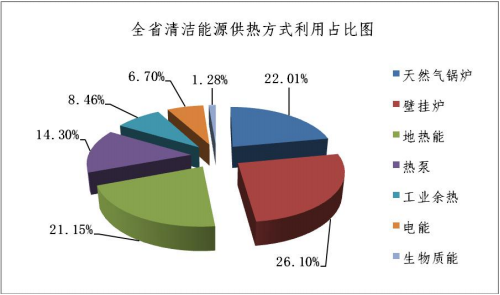 全省清洁能源供热方式利用占比图
6.70%
1.28%
22.01%
8.46%
14.30%
21.15%
26.10%
天然气锅炉
壁挂炉
地热能
热泵
工业余热
电能
生物质能